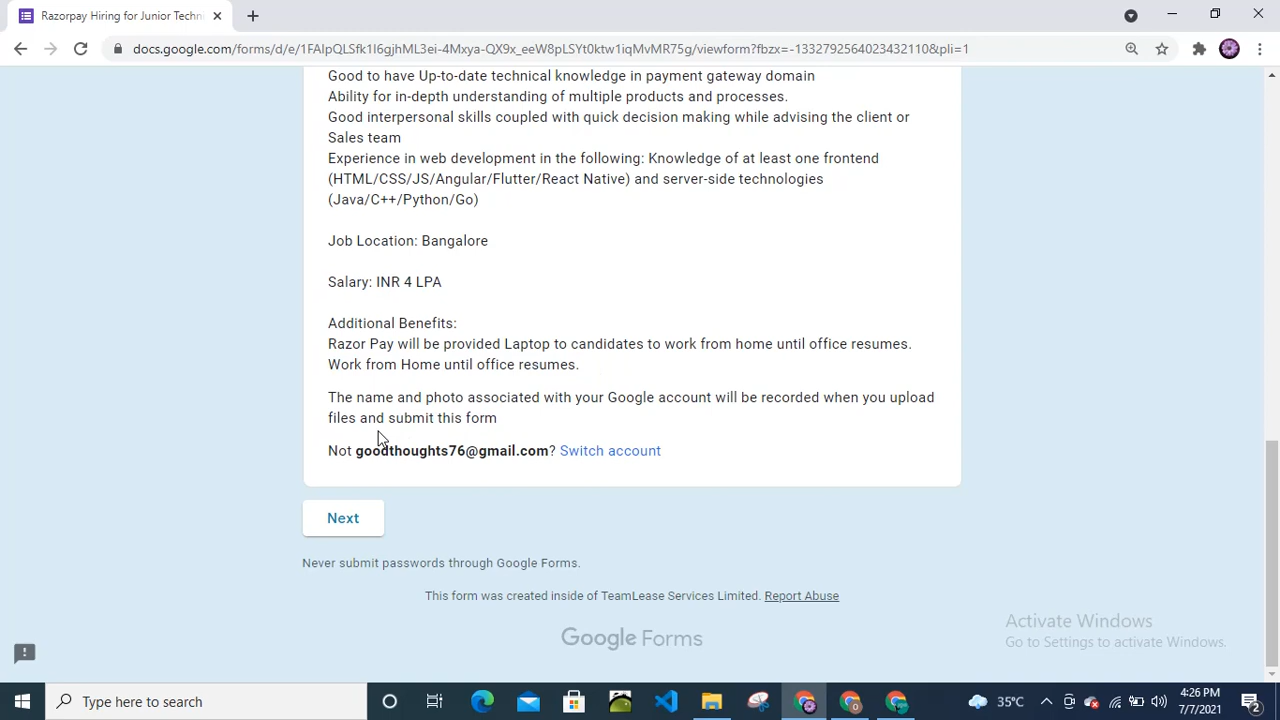 Razorpay Hiring for Junior Techni
docs.google.com/forms/d/e/1FAIpQLSfk1I6gjhML3ei-4Mxya-QX9x_eeW8pLSYt0ktw1iqMvMR75g/viewform?fbzx=-1332792564023432110&pli=1
Good to have Up-to-date technical knowledge in payment gateway domain
Ability for in-depth understanding of multiple products and processes.
Good interpersonal skills coupled with quick decision making while advising the client or
Sales team
Experience in web development in the following: Knowledge of at least one frontend
(HTML/CSS/JS/Angular/Flutter/React Native) and server-side technologies
(Java/C++/Python/Go)
Job Location: Bangalore
Salary: INR 4 LPA
Additional Benefits:
Razor Pay will be provided Laptop to candidates to work from home until office resumes.
Work from Home until office resumes.
The name and photo associated with your Google account will be recorded when you upload
files and submit this form
Not goodthoughts76@gmail.com? Switch account
Next
Never submit passwords through Google Forms.
This form was created inside of TeamLease Services Limited. Report Abuse
Google Forms
Activate Windows
Go to Settings to activate Windows.
Type here to search
35°C
4:26 PM
7/7/2021
2